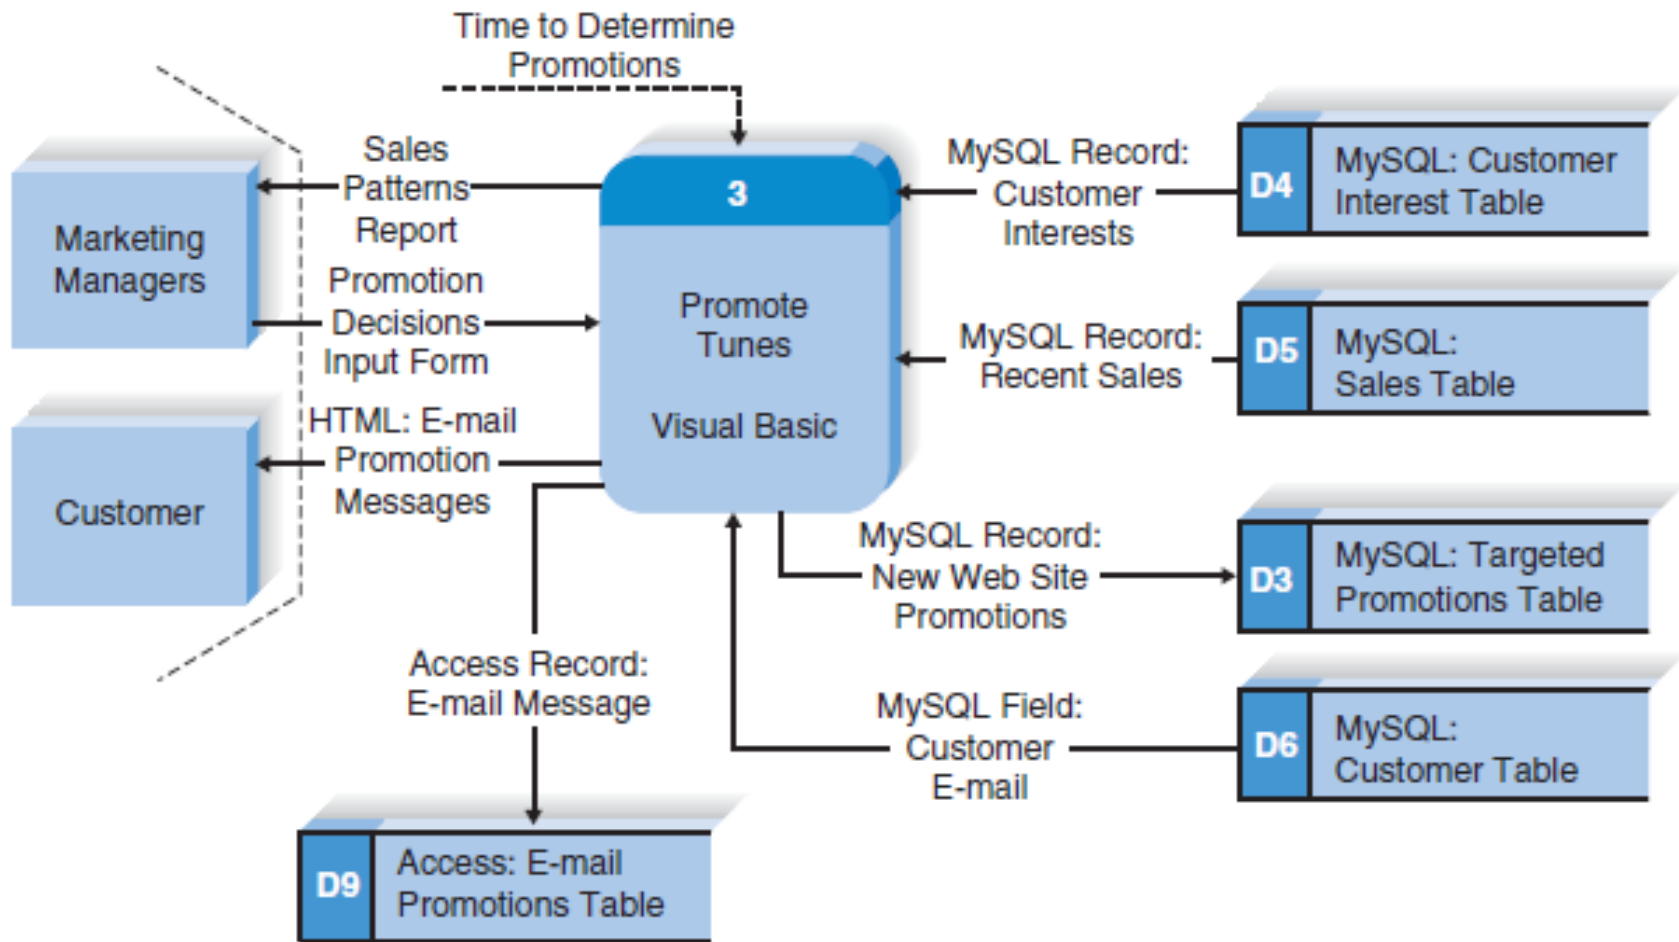 Time to Determine
Promotions
Sales
Patterns
Report
Marketing
Managers
Promotion
Decisions
Input Form
3
Promote
Tunes
Visual Basic
MySQL Record:
Customer
Interests
D4
MySQL: Customer
Interest Table
MySQL Record:
Recent Sales
D5
MySQL:
Sales Table
Customer
HTML: E-mail
Promotion
Messages
MySQL Record:
New Web Site
Promotions
D3
MySQL: Targeted
Promotions Table
Access Record:
E-mail Message
MySQL Field:
Customer
E-mail
D6
MySQL:
Customer Table
D9
Access: E-mail
Promotions Table